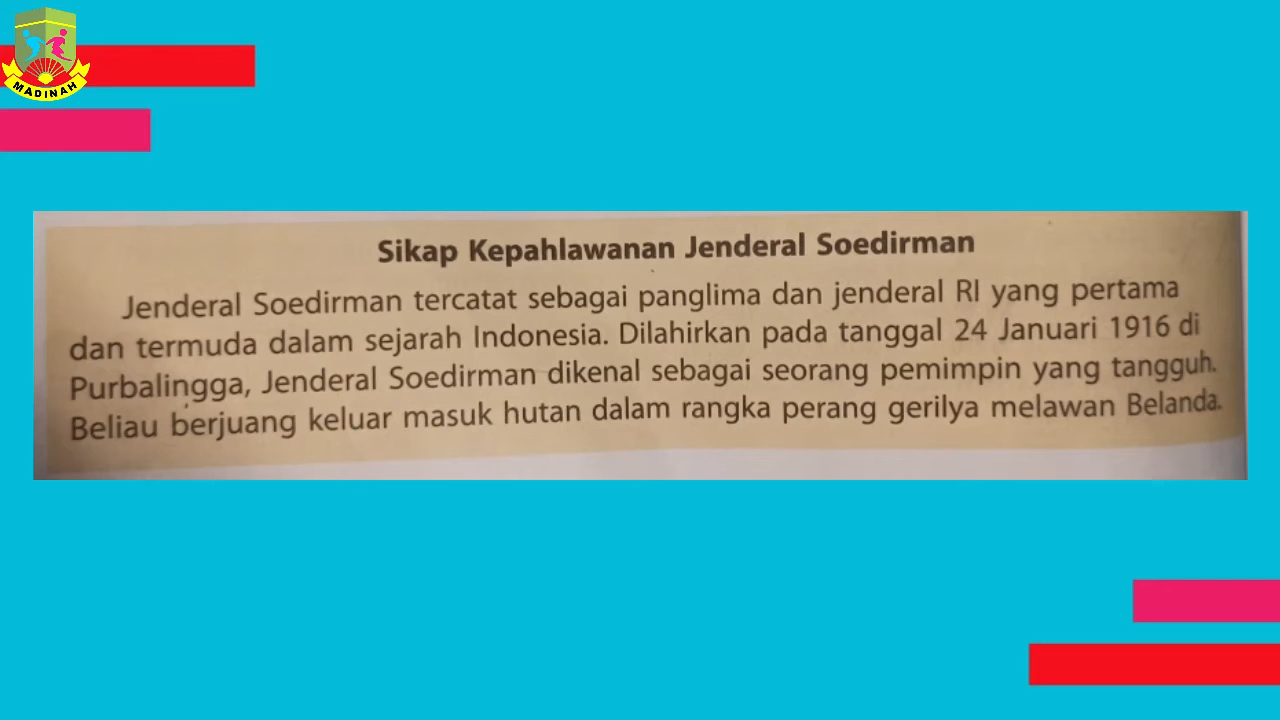 MADINAH
Sikap Kepahlawanan Jenderal Soedirman
Jenderal Soedirman tercatat sebagai panglima dan jenderal RI yang pertama
dan termuda dalam sejarah Indonesia. Dilahirkan pada tanggal 24 Januari 1916 di
Purbalingga, Jenderal Soedirman dikenal sebagai seorang pemimpin yang tangguh.
Beliau berjuang keluar masuk hutan dalam rangka perang gerilya melawan Belanda.